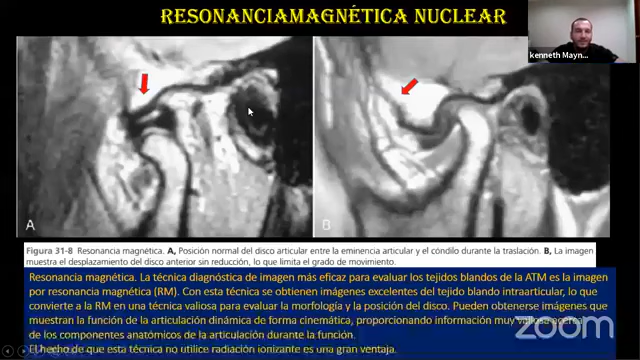 RESONANCIAMAGNÉTICA NUCLEAR
kenneth Mayn...
A
B
Figura 31-8 Resonancia magnética. A, Posición normal del disco articular entre la eminencia articular y el cóndilo durante la traslación. B, La imagen
muestra el desplazamiento del disco anterior sin reducción, lo que limita el grado de movimiento.
Resonancia magnética. La técnica diagnóstica de imagen más eficaz para evaluar los tejidos blandos de la ATM es la imagen
por resonancia magnética (RM). Con esta técnica se obtienen imágenes excelentes del tejido blando intraarticular, lo que
convierte a la RM en una técnica valiosa para evaluar la morfología y la posición del disco. Pueden obtenerse imágenes que
muestran la función de la articulación dinámica de forma cinemática, proporcionando información muy valiosa acerca
de los componentes anatómicos de la articulación durante la función.
El hecho de que esta técnica no utilice radiación ionizante es una gran ventaja.
zoom